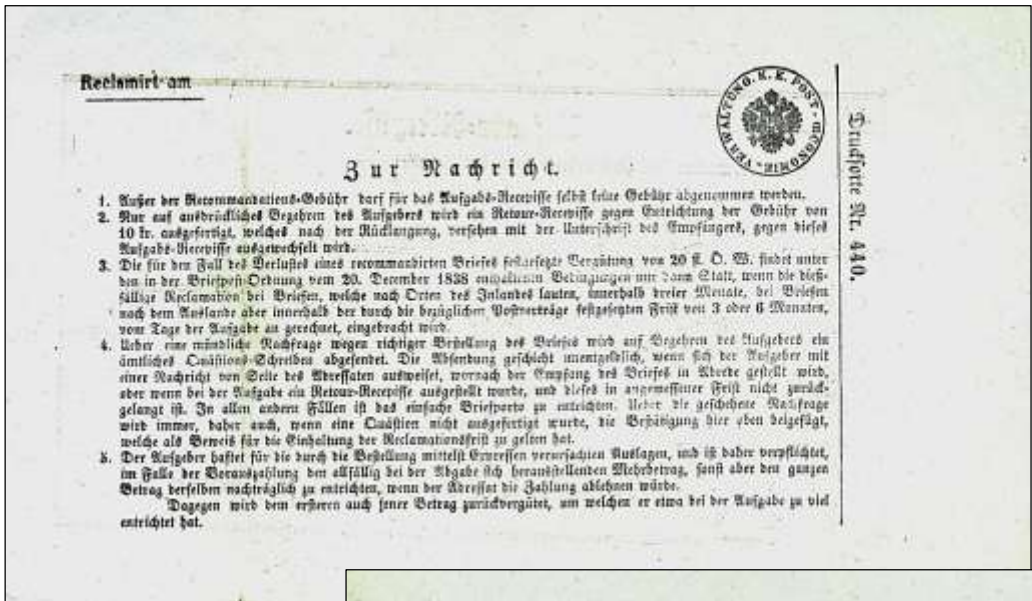 Reclamirt am
VERWALTUNG. K. K. POST - ŒCONOMIE -
Drucksorte Nr. 440.
Zur Nachricht.
1. Außer der Recommandations-Gebühr darf für das Aufgabs-Recepisse selbst keine Gebühr abgenommen werden.
2. Nur auf ausdrückliches Begehren des Aufgebers wird ein Retour-Recepisse gegen Entrichtung der Gebühr von
10 kr. ausgefertigt, welches nach der Rücklangung, versehen mit der Unterschrift des Empfängers, gegen dieses
Aufgabs-Recepisse ausgewechselt wird.
3. Die für den Fall des Verlustes eines recommandirten Briefes festgesetzte Vergütung von 20 fl. Ö. W. findet unter
den in der Briefpost-Ordnung vom 20. December 1838 enthaltenen Bedingungen nur dann Statt, wenn die dieß-
fällige Reclamation bei Briefen, welche nach Orten des Inlandes lauten, innerhalb dreier Monate, bei Briefen
nach dem Auslande aber innerhalb der durch die bezüglichen Postverträge festgesetzten Frist von 3 oder 6 Monaten,
vom Tage der Aufgabe an gerechnet, eingebracht wird.
4. Ueber eine mündliche Nachfrage wegen richtiger Bestellung des Briefes wird auf Begehren des Aufgebers ein
ämtliches Quästions-Schreiben abgesendet. Die Absendung geschieht unentgeldlich, wenn sich der Aufgeber mit
einer Nachricht von Seite des Adressaten ausweiset, wornach der Empfang des Briefes in Abrede gestellt wird,
oder wenn bei der Aufgabe ein Retour-Recepisse ausgestellt wurde, und dieses in angemessener Frist nicht zurück-
gelangt ist. In allen andern Fällen ist das einfache Briefporto zu entrichten. Ueber die geschehene Nachfrage
wird immer, daher auch, wenn eine Quästion nicht ausgefertigt wurde, die Bestätigung hier oben beigefügt,
welche als Beweis für die Einhaltung der Reclamationsfrist zu gelten hat.
5. Der Aufgeber haftet für die durch die Bestellung mittelst Expressen verursachten Auslagen, und ist daher verpflichtet,
im Falle der Vorauszahlung den allfällig bei der Abgabe sich herausstellenden Mehrbetrag, sonst aber den ganzen
Betrag derselben nachträglich zu entrichten, wenn der Adressat die Zahlung ablehnen würde.
Dagegen wird dem ersteren auch jener Betrag zurückvergütet, um welchen er etwa bei der Aufgabe zu viel
entrichtet hat.